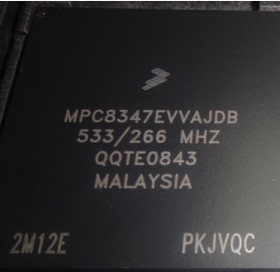 MPC8347EVVAJDB
533/266 MHZ
QQTE0843
MALAYSIA
2M12E PKJVQC